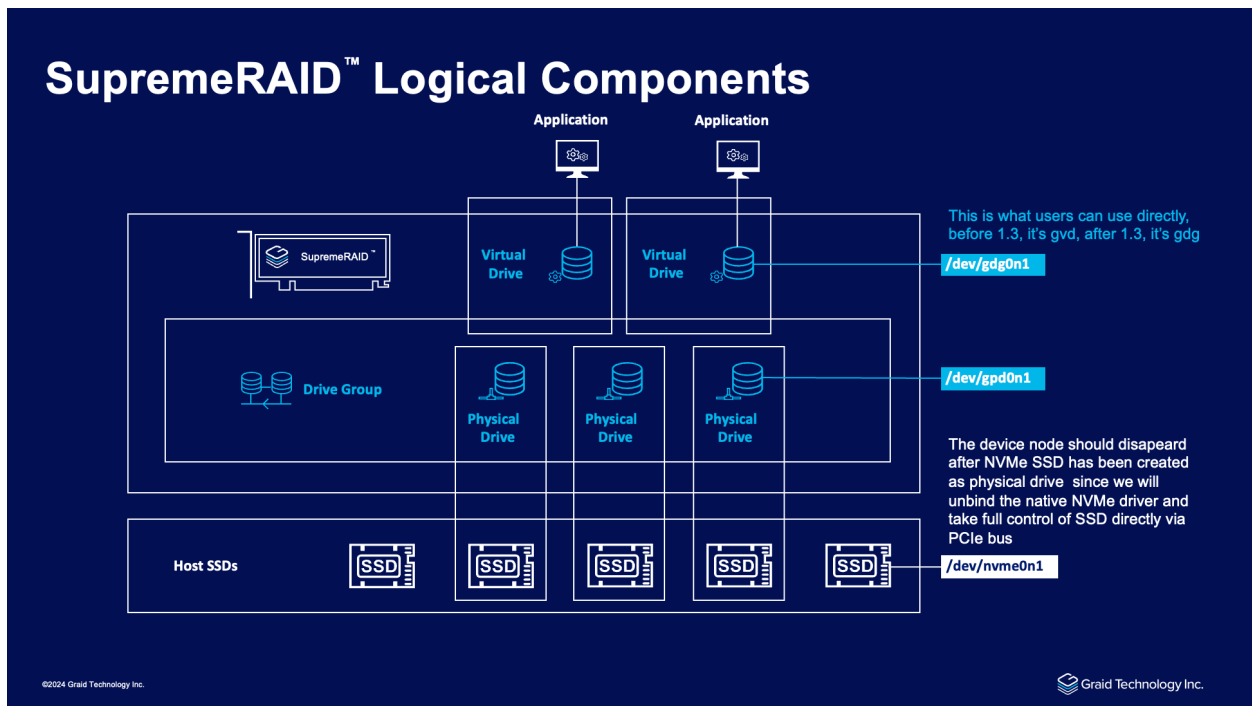 SupremeRAID™ Logical Components
Application
Application
This is what users can use directly,
before 1.3, it's gvd, after 1.3, it's gdg
/dev/gdg0n1
SupremeRAID™
Virtual
Drive
Virtual
Drive
Drive Group
/dev/gpd0n1
Physical
Drive
Physical
Drive
Physical
Drive
The device node should disapeard
after NVMe SSD has been created
as physical drive since we will
unbind the native NVMe driver and
take full control of SSD directly via
PCIe bus
Host SSDs
SSD
SSD
SSD
SSD
SSD
/dev/nvme0n1
©2024 Graid Technology Inc.
Graid Technology Inc.